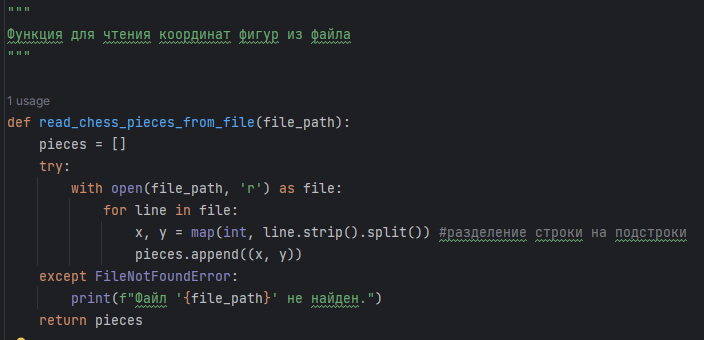 """
Функция для чтения координат фигур из файла
"""
1 usage
def read_chess_pieces_from_file(file_path):
    pieces = []
    try:
        with open(file_path, 'r') as file:
            for line in file:
                x, y = map(int, line.strip().split()) #разделение строки на подстроки
                pieces.append((x, y))
    except FileNotFoundError:
        print(f"Файл '{file_path}' не найден.")
    return pieces